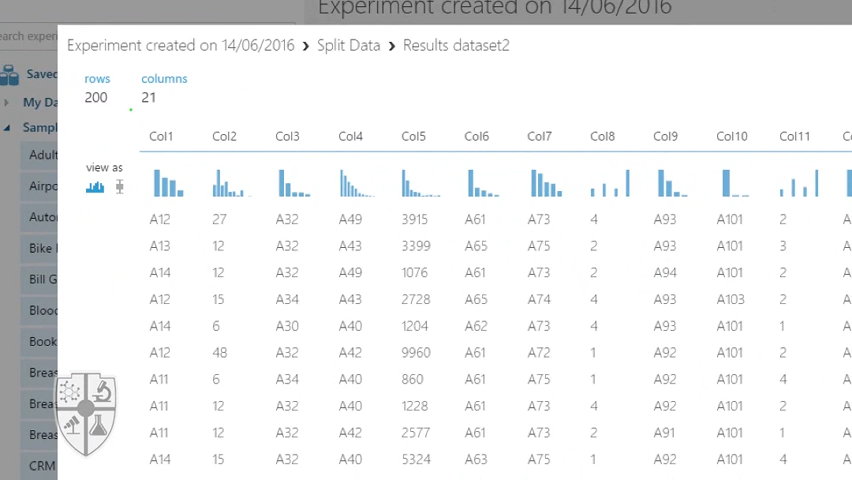 Experiment created on 14/06/2016
earch exper
Experiment created on 14/06/2016 › Split Data › Results dataset2
Saved
rows columns
200 21
My Da
Sampl
Col1 Col2 Col3 Col4 Col5 Col6 Col7 Col8 Col9 Col10 Col11 C
view as
Adult
Airpo
Autor
Bike
Bill G
Bloo
Book
Breas
Breas
Breas
CRM
A12 27 A32 A49 3915 A61 A73 4 A93 A101 2 A
A13 12 A32 A43 3399 A65 A75 2 A93 A101 3 A
A14 12 A32 A49 1076 A61 A73 2 A94 A101 2 A
A12 15 A34 A43 2728 A65 A74 4 A93 A103 2 A
A14 6 A30 A40 1204 A62 A73 4 A93 A101 1 A
A12 48 A32 A42 9960 A61 A72 1 A92 A101 2 A
A11 6 A34 A40 860 A61 A75 1 A92 A101 4 A
A11 12 A32 A40 1228 A61 A73 4 A92 A101 2 A
A11 12 A32 A42 2577 A61 A73 2 A91 A101 1 A
A14 15 A32 A40 5324 A63 A75 1 A92 A101 4 A